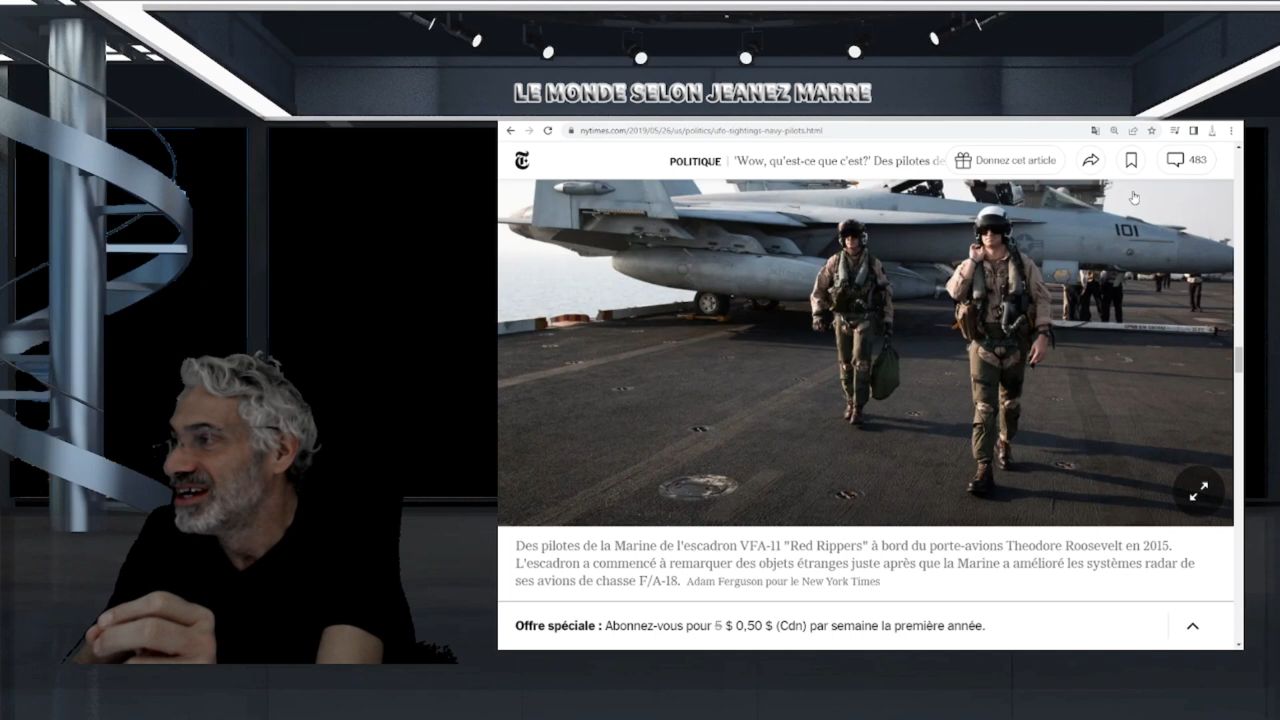 LE MONDE SELON JEANEZ MARRE
nytimes.com/2019/05/26/us/politics/ufo-sightings-navy-pilots.html
POLITIQUE 'Wow, qu'est-ce que c'est?' Des pilotes de
Donnez cet article
483
101
Des pilotes de la Marine de l'escadron VFA-11 "Red Rippers" à bord du porte-avions Theodore Roosevelt en 2015.
L'escadron a commencé à remarquer des objets étranges juste après que la Marine a amélioré les systèmes radar de
ses avions de chasse F/A-18. Adam Ferguson pour le New York Times
Offre spéciale : Abonnez-vous pour 5 $ 0,50 $ (Cdn) par semaine la première année.